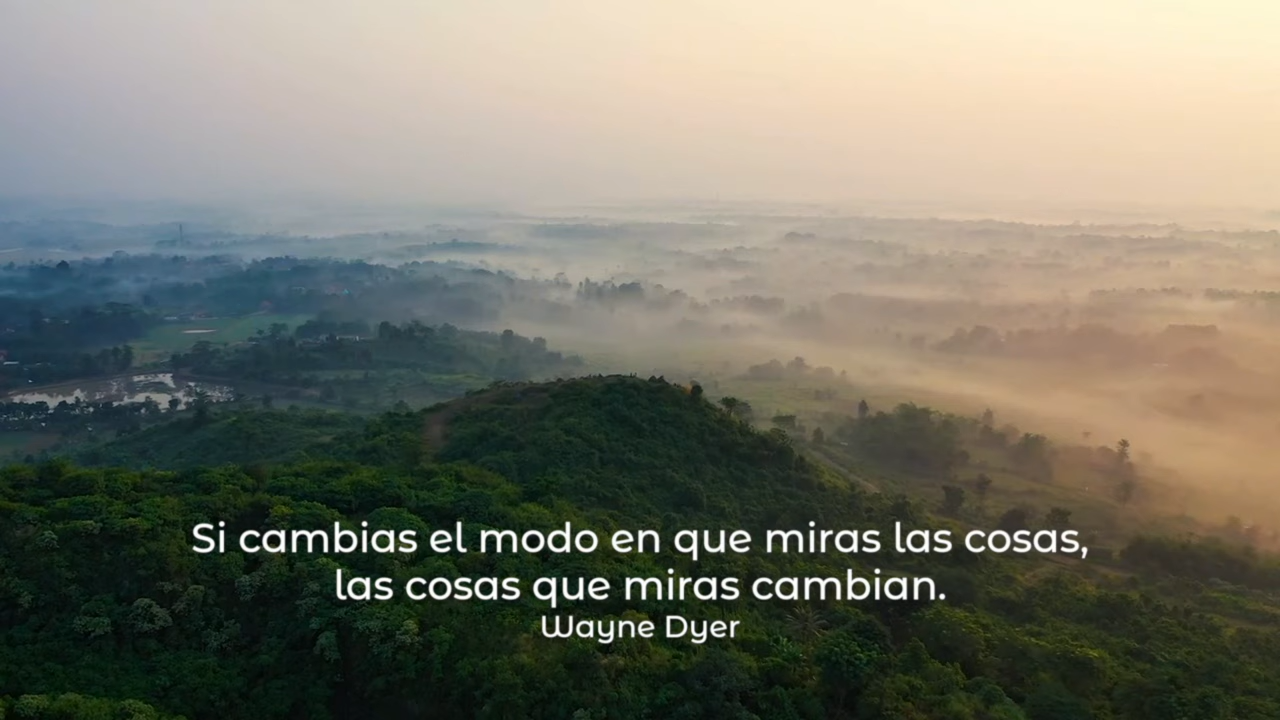 Si cambias el modo en que miras las cosas,
las cosas que miras cambian.
Wayne Dyer